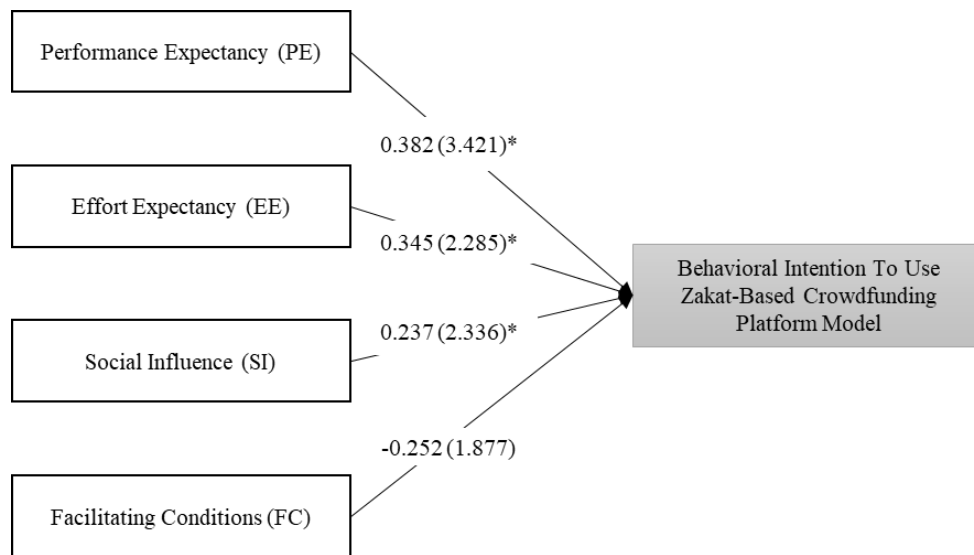 Performance Expectancy (PE)
0.382 (3.421)*
Effort Expectancy (EE)
0.345 (2.285)*
Behavioral Intention To Use
Zakat-Based Crowdfunding
Platform Model
0.237 (2.336)*
Social Influence (SI)
-0.252 (1.877)
Facilitating Conditions (FC)